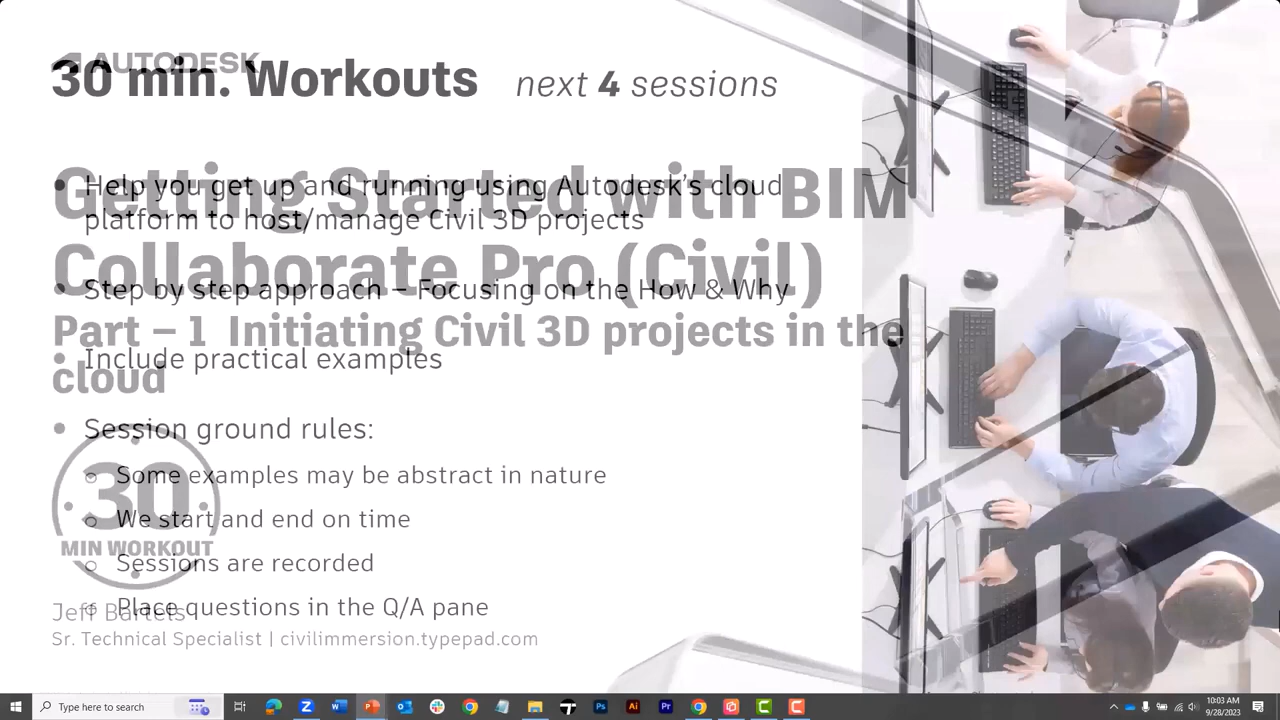 AUTODESK
30 min. Workouts next 4 sessions
Getting Started with BIM
Collaborate Pro (Civil)
Part – 1 Initiating Civil 3D projects in the
cloud
• Help you get up and running using Autodesk's cloud
platform to host/manage Civil 3D projects
• Step by step approach – Focusing on the How & Why
• Include practical examples
• Session ground rules:
○ Some examples may be abstract in nature
○ We start and end on time
○ Sessions are recorded
○ Place questions in the Q/A pane
30
MIN WORKOUT
Jeff Bartels
Sr. Technical Specialist | civilimmersion.typepad.com
Type here to search
10:03 AM
9/28/2023